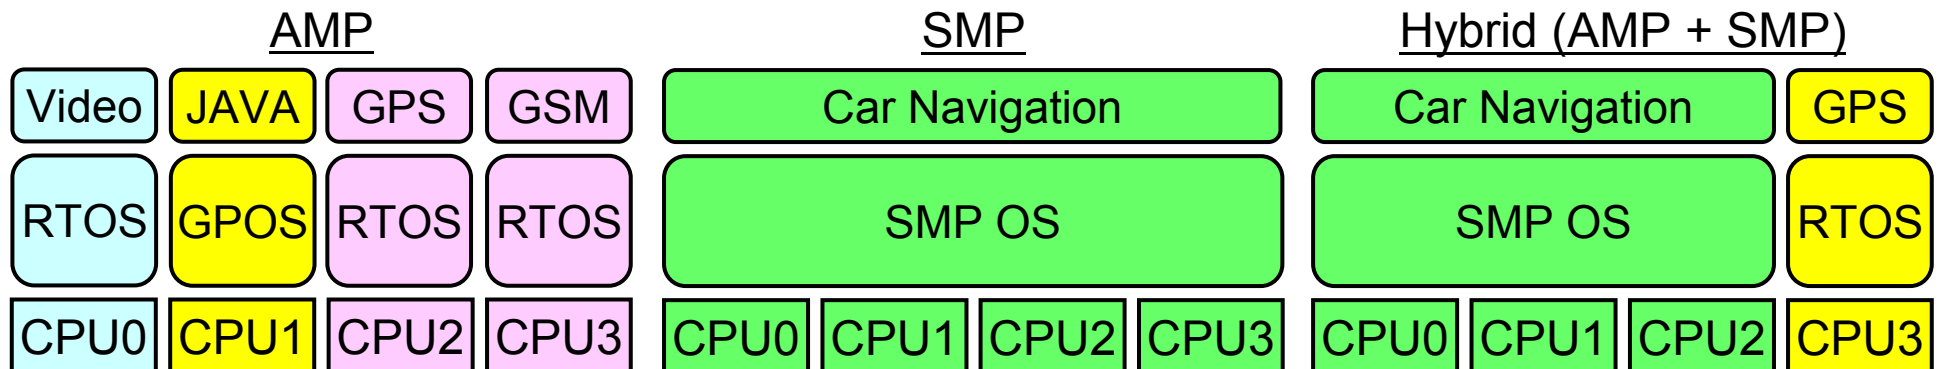 AMP SMP Hybrid (AMP + SMP)
Video JAVA GPS GSM Car Navigation Car Navigation GPS
RTOS GPOS RTOS RTOS SMP OS SMP OS RTOS
CPU0 CPU1 CPU2 CPU3 CPU0 CPU1 CPU2 CPU3 CPU0 CPU1 CPU2 CPU3